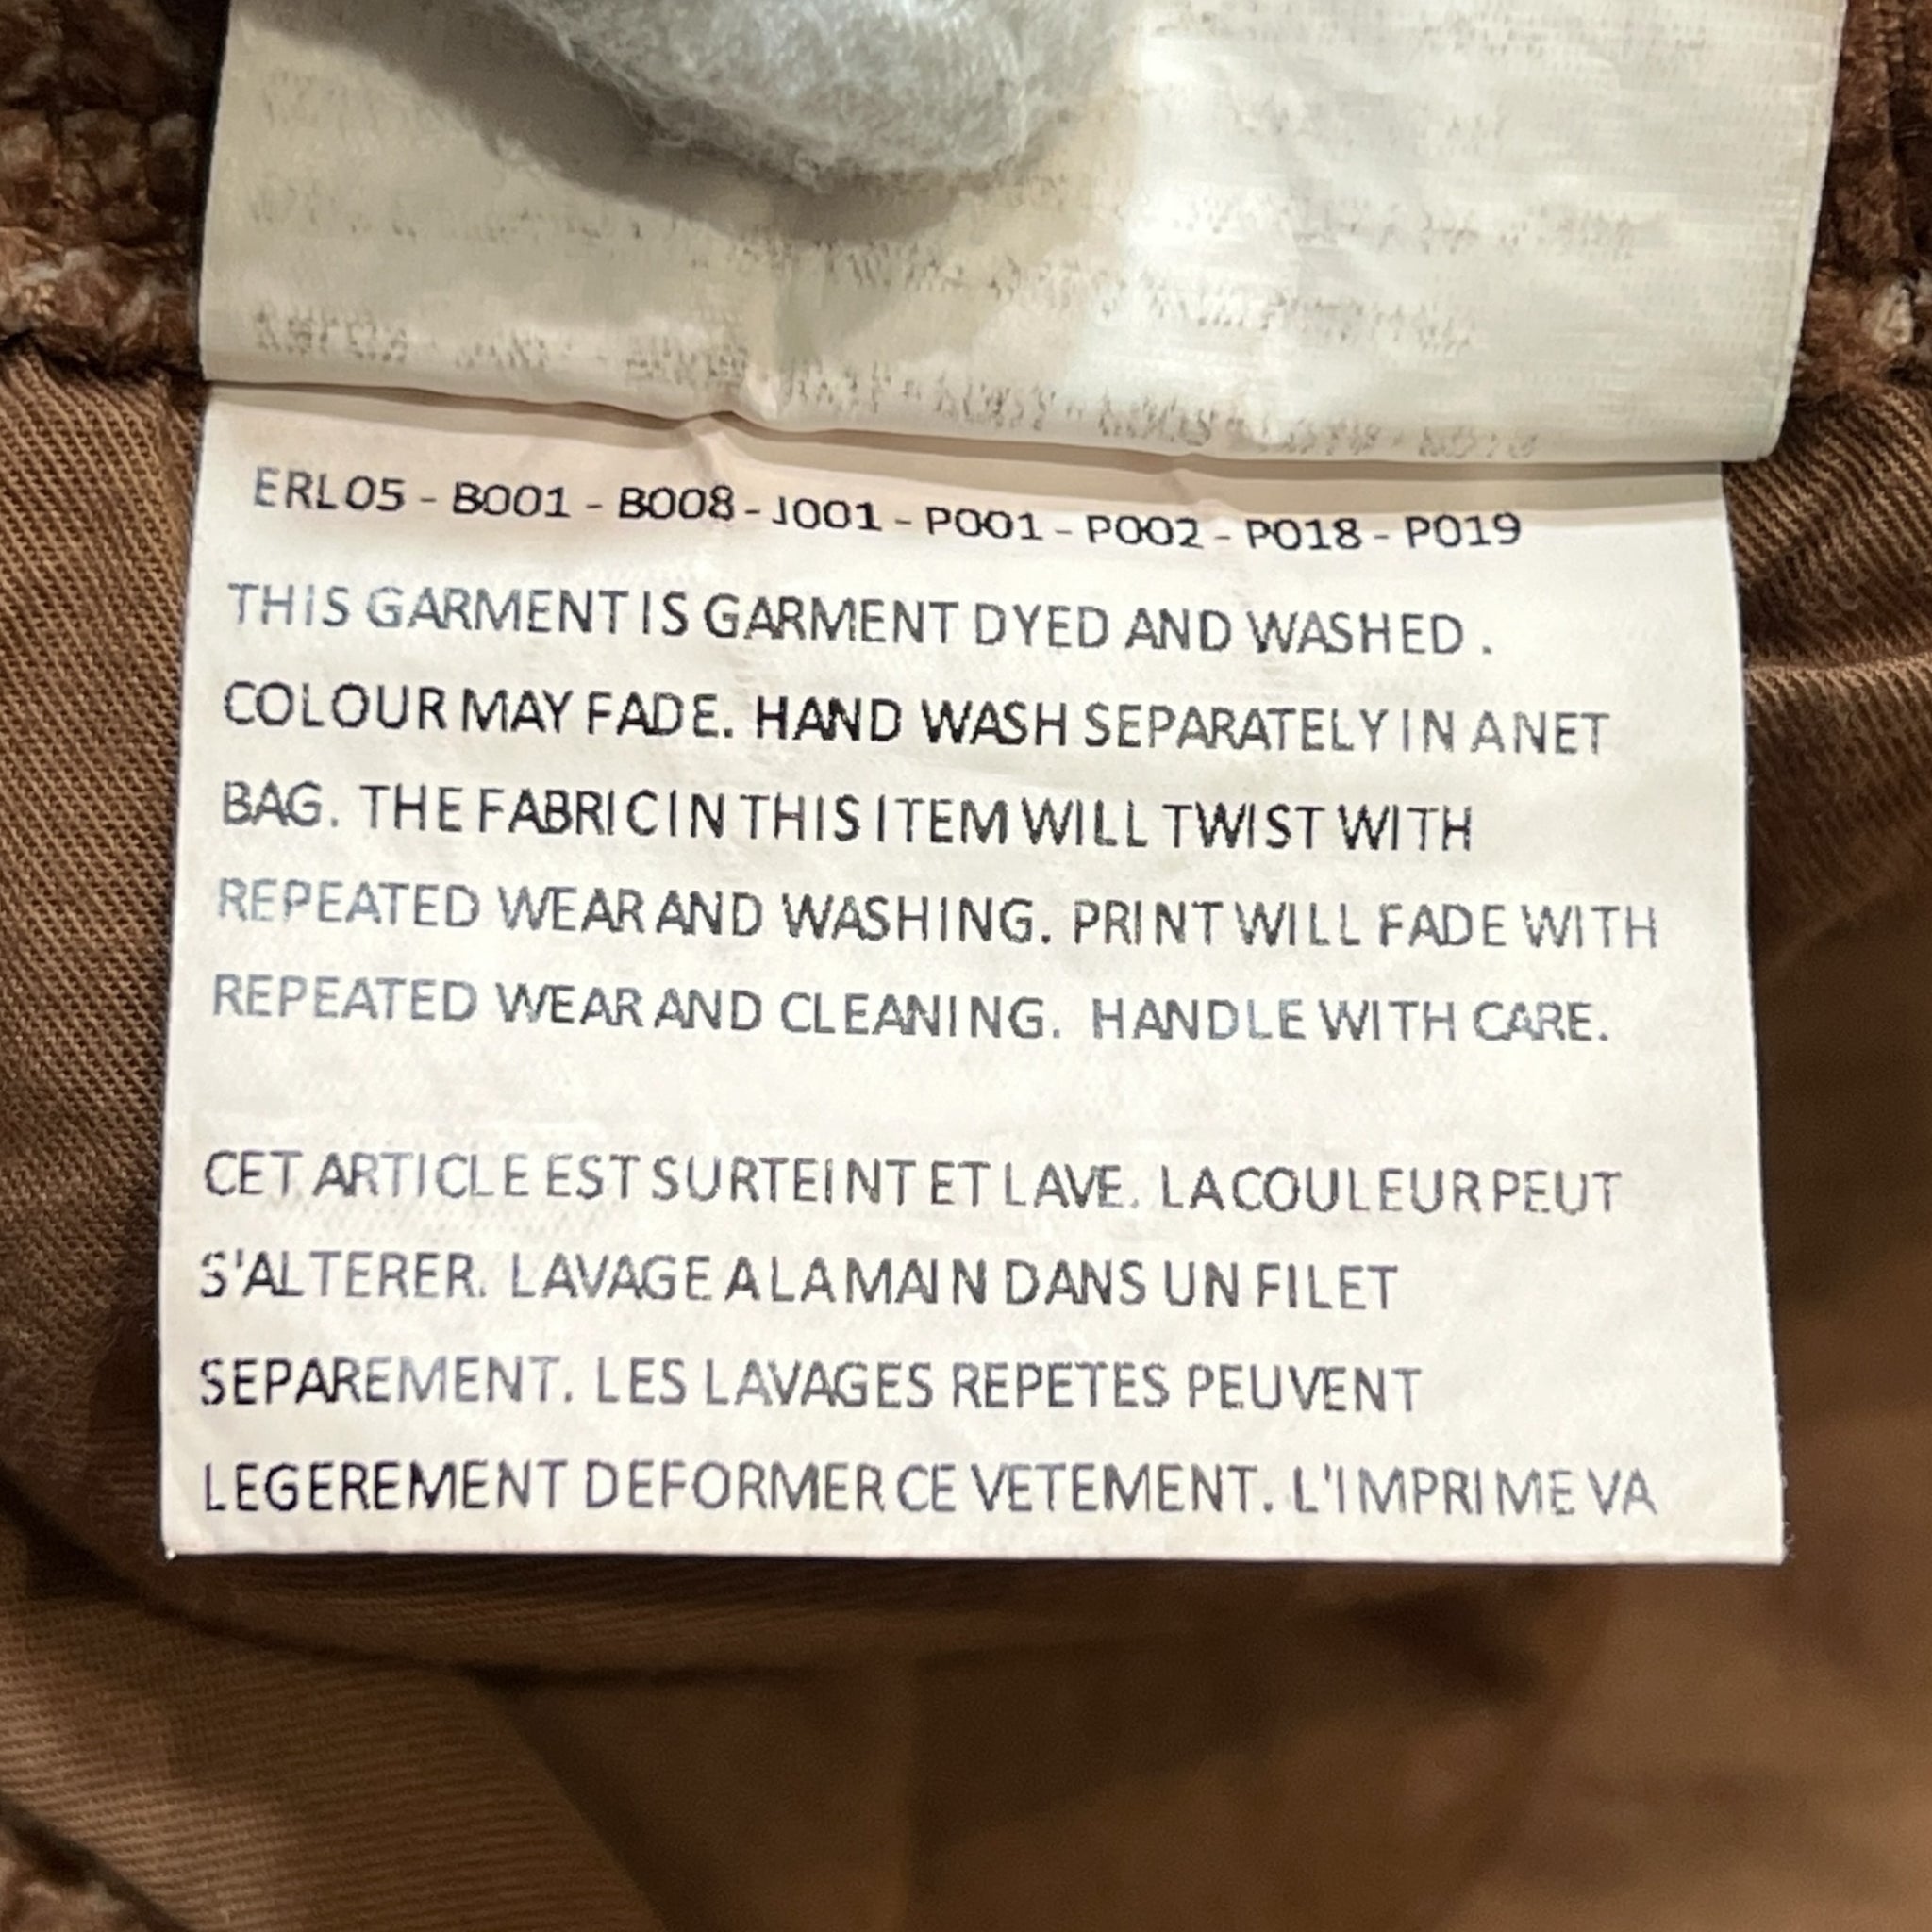 ERL05 - B001 - B008 - J001 - P001 - P002 - P018 - P019
THIS GARMENT IS GARMENT DYED AND WASHED .
COLOUR MAY FADE. HAND WASH SEPARATELY IN A NET
BAG. THE FABRIC IN THIS ITEM WILL TWIST WITH
REPEATED WEAR AND WASHING. PRINT WILL FADE WITH
REPEATED WEAR AND CLEANING. HANDLE WITH CARE.
CET ARTICLE EST SURTEINT ET LAVE. LA COULEUR PEUT
S'ALTERER. LAVAGE A LA MAIN DANS UN FILET
SEPAREMENT. LES LAVAGES REPETES PEUVENT
LEGEREMENT DEFORMER CE VETEMENT. L'IMPRIME VA